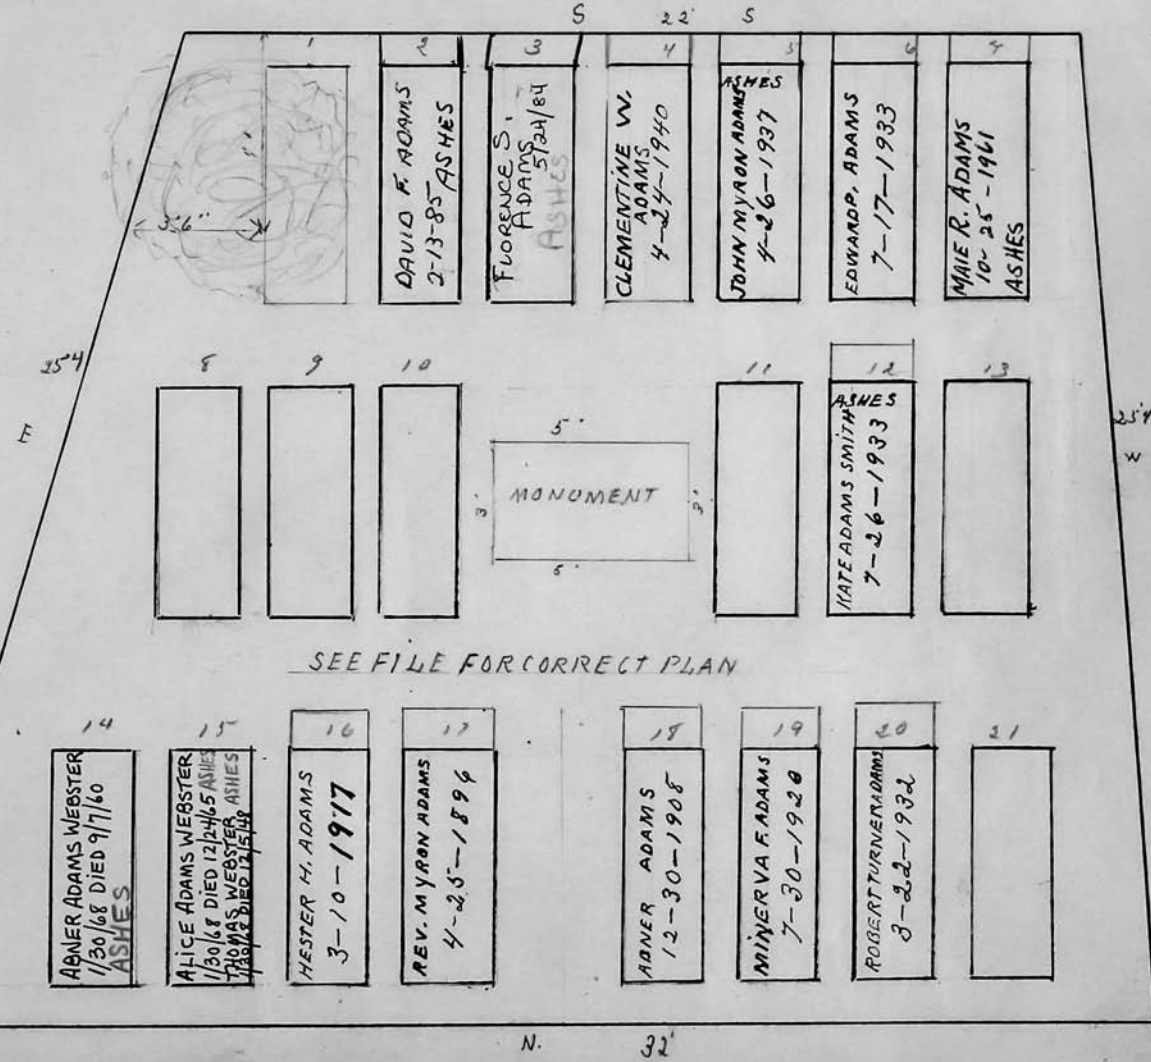 S 22' S
1 2 3 4 5 6 7
5'6"
DAVID F. ADAMS
2-13-85 ASHES
FLORENCE S.
ADAMS
5/24/84
ASHES
CLEMENTINE W.
ADAMS
4-24-1940
ASHES
JOHN MYRON ADAMS
4-26-1937
EDWARD P. ADAMS
7-17-1933
MAIE R. ADAMS
10-25-1961
ASHES
25'4
E
8 9 10 11 12 13
25'4
W
5'
3'
MONUMENT
3'
5'
ASHES
KATE ADAMS SMITH
7-26-1933
SEE FILE FOR CORRECT PLAN
14 15 16 17 18 19 20 21
ABNER ADAMS WEBSTER
1/30/68 DIED 9/7/60
ASHES
ALICE ADAMS WEBSTER
1/30/68 DIED 12/24/65 ASHES
THOMAS WEBSTER ASHES
1/30/68 DIED 12/5/48
HESTER H. ADAMS
3-10-1917
REV. MYRON ADAMS
4-25-1896
ABNER ADAMS
12-30-1908
MINERVA F. ADAMS
7-30-1920
ROBERT TURNER ADAMS
3-22-1932
N. 32'